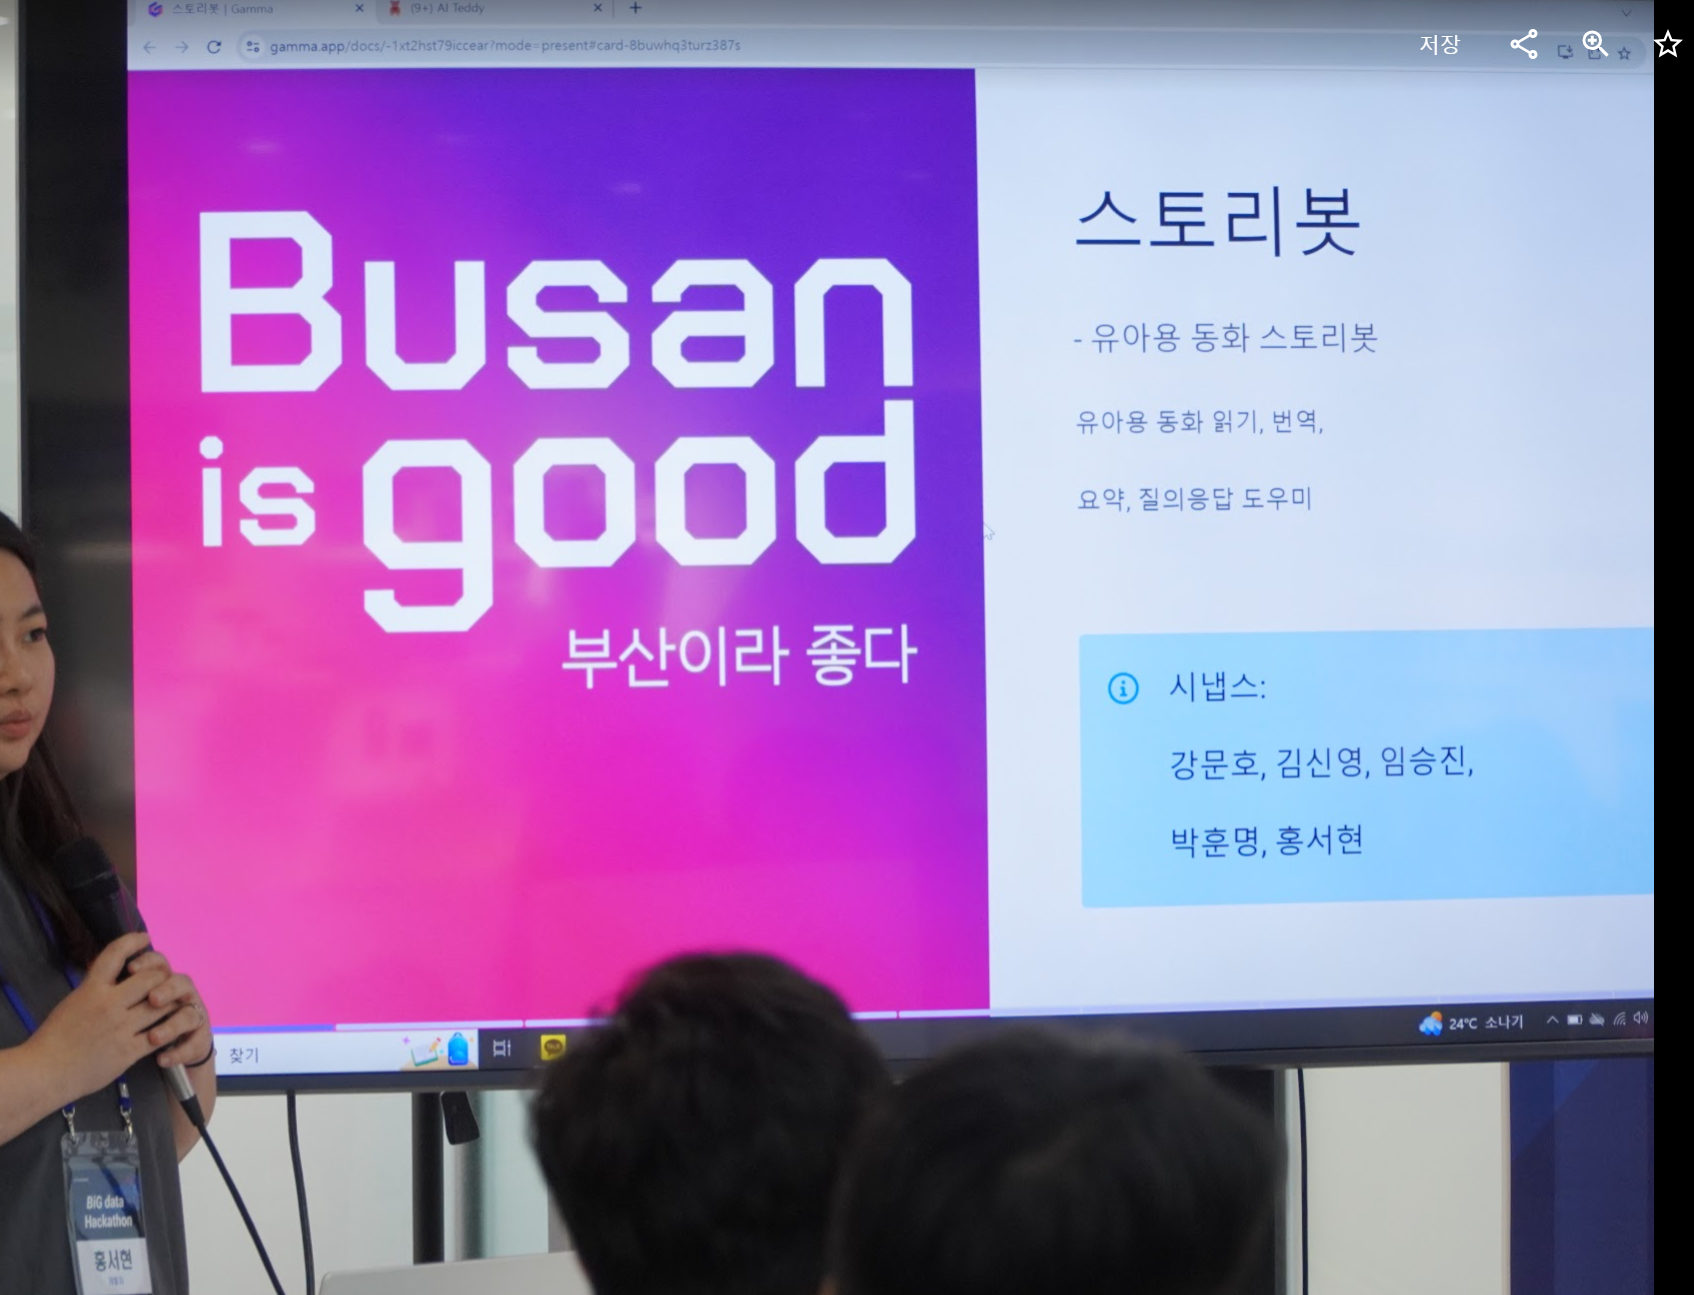 스토리봇 | Gamma
(9+) AI Teddy
gamma.app/docs/-1xt2hst79iccear?mode=present#card-8buwhq3turz387s
저장
Busan
is good
부산이라 좋다
스토리봇
- 유아용 동화 스토리봇
유아용 동화 읽기, 번역,
요약, 질의응답 도우미
시냅스:
강문호, 김신영, 임승진,
박훈명, 홍서현
찾기
24°C 소나기
BiG data
Hackathon
홍서현